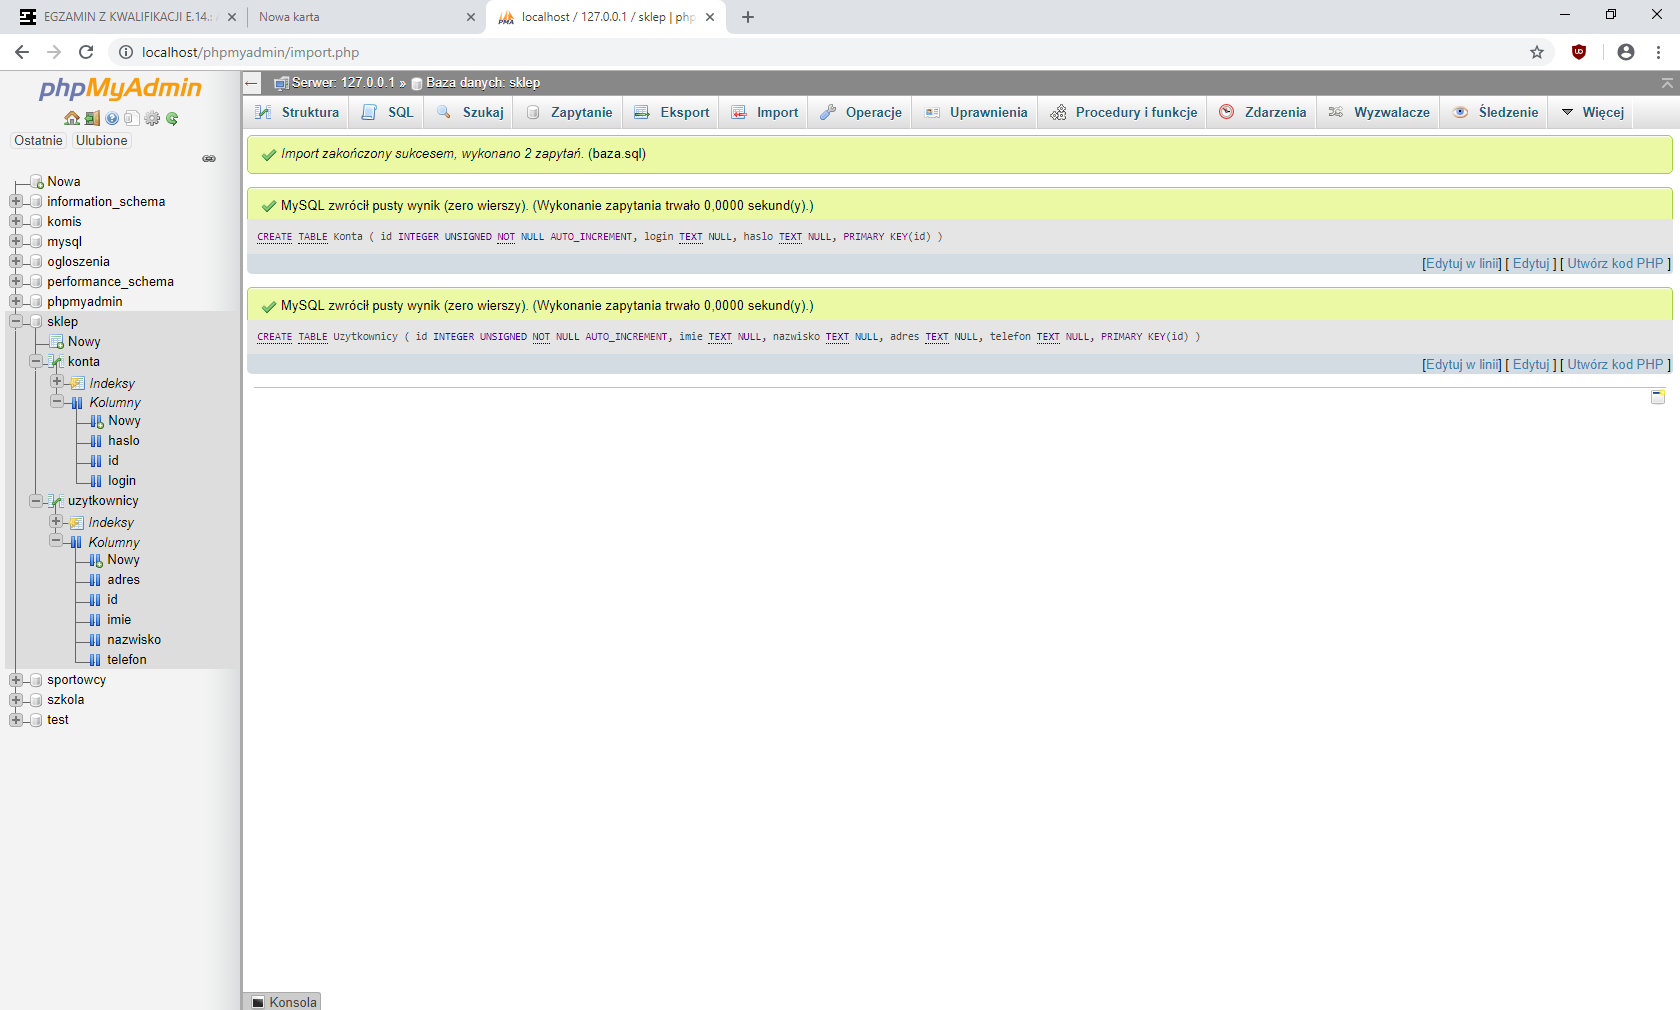 EGZAMIN Z KWALIFIKACJI E.14.:
Nowa karta
localhost / 127.0.0.1 / sklep | php
localhost/phpmyadmin/import.php
phpMyAdmin
Ostatnie
Ulubione
Nowa
information_schema
komis
mysql
ogloszenia
performance_schema
phpmyadmin
sklep
Nowy
konta
Indeksy
Kolumny
Nowy
haslo
id
login
uzytkownicy
Indeksy
Kolumny
Nowy
adres
id
imie
nazwisko
telefon
sportowcy
szkola
test
Serwer: 127.0.0.1 » Baza danych: sklep
Struktura SQL Szukaj Zapytanie Eksport Import Operacje Uprawnienia Procedury i funkcje Zdarzenia Wyzwalacze Śledzenie Więcej
Import zakończony sukcesem, wykonano 2 zapytań. (baza.sql)
MySQL zwrócił pusty wynik (zero wierszy). (Wykonanie zapytania trwało 0,0000 sekund(y).)
CREATE TABLE Konta ( id INTEGER UNSIGNED NOT NULL AUTO_INCREMENT, login TEXT NULL, haslo TEXT NULL, PRIMARY KEY(id) )
[Edytuj w linii] [ Edytuj ] [ Utwórz kod PHP ]
MySQL zwrócił pusty wynik (zero wierszy). (Wykonanie zapytania trwało 0,0000 sekund(y).)
CREATE TABLE Uzytkownicy ( id INTEGER UNSIGNED NOT NULL AUTO_INCREMENT, imie TEXT NULL, nazwisko TEXT NULL, adres TEXT NULL, telefon TEXT NULL, PRIMARY KEY(id) )
[Edytuj w linii] [ Edytuj ] [ Utwórz kod PHP ]
Konsola